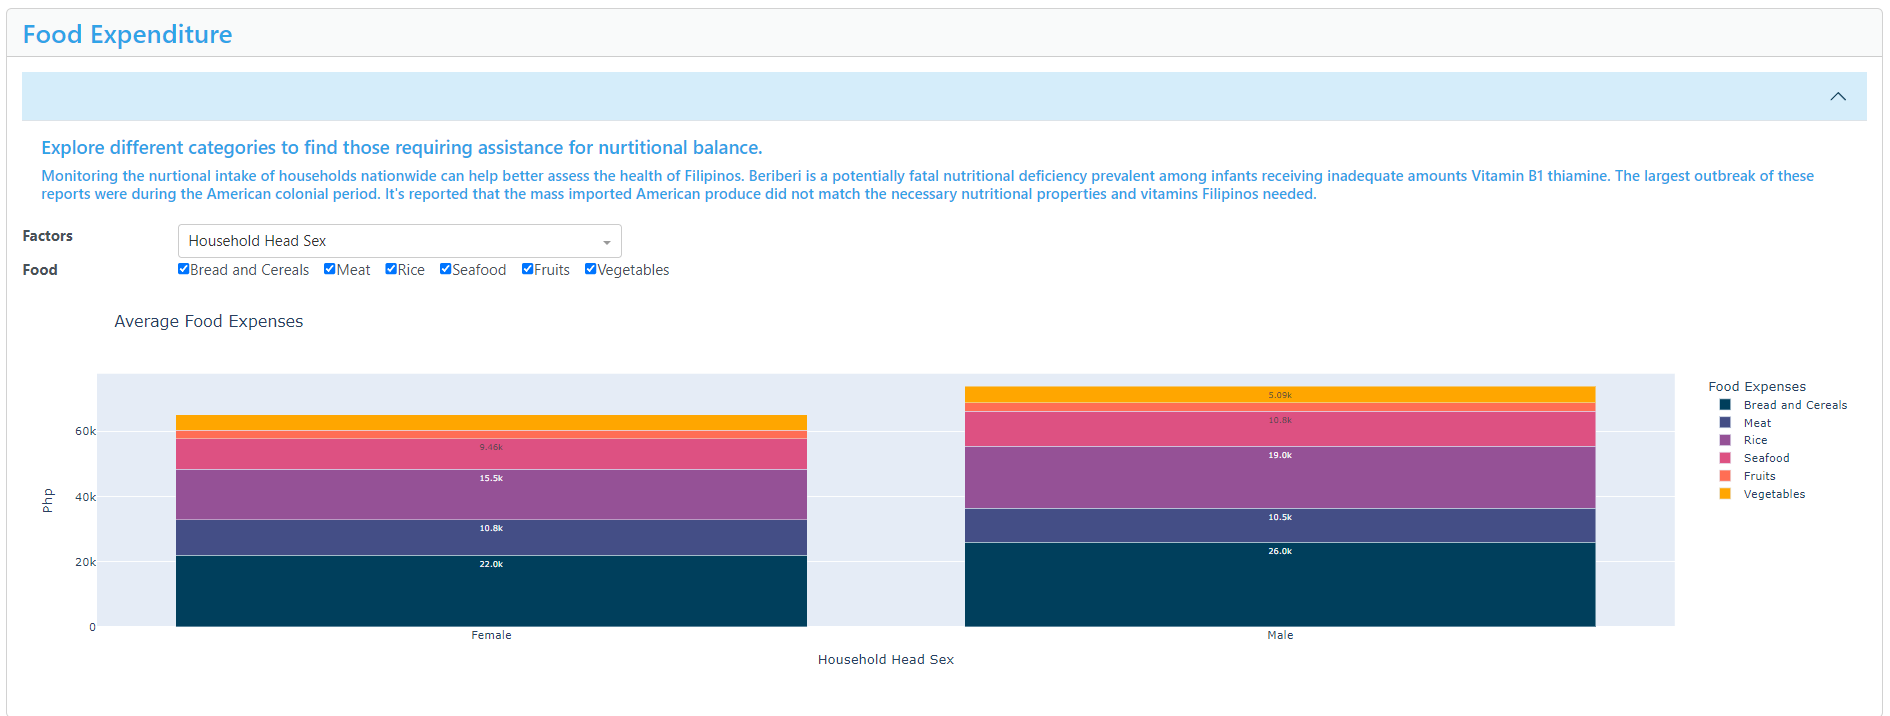 Food Expenditure
Explore different categories to find those requiring assistance for nurtitional balance.
Monitoring the nurtional intake of households nationwide can help better assess the health of Filipinos. Beriberi is a potentially fatal nutritional deficiency prevalent among infants receiving inadequate amounts Vitamin B1 thiamine. The largest outbreak of these
reports were during the American colonial period. It's reported that the mass imported American produce did not match the necessary nutritional properties and vitamins Filipinos needed.
Factors
Household Head Sex
Food
Bread and Cereals Meat Rice Seafood Fruits Vegetables
Average Food Expenses
Php
60k
40k
20k
0
9.46k
15.5k
10.8k
22.0k
5.09k
10.8k
19.0k
10.5k
26.0k
Female
Male
Household Head Sex
Food Expenses
Bread and Cereals
Meat
Rice
Seafood
Fruits
Vegetables